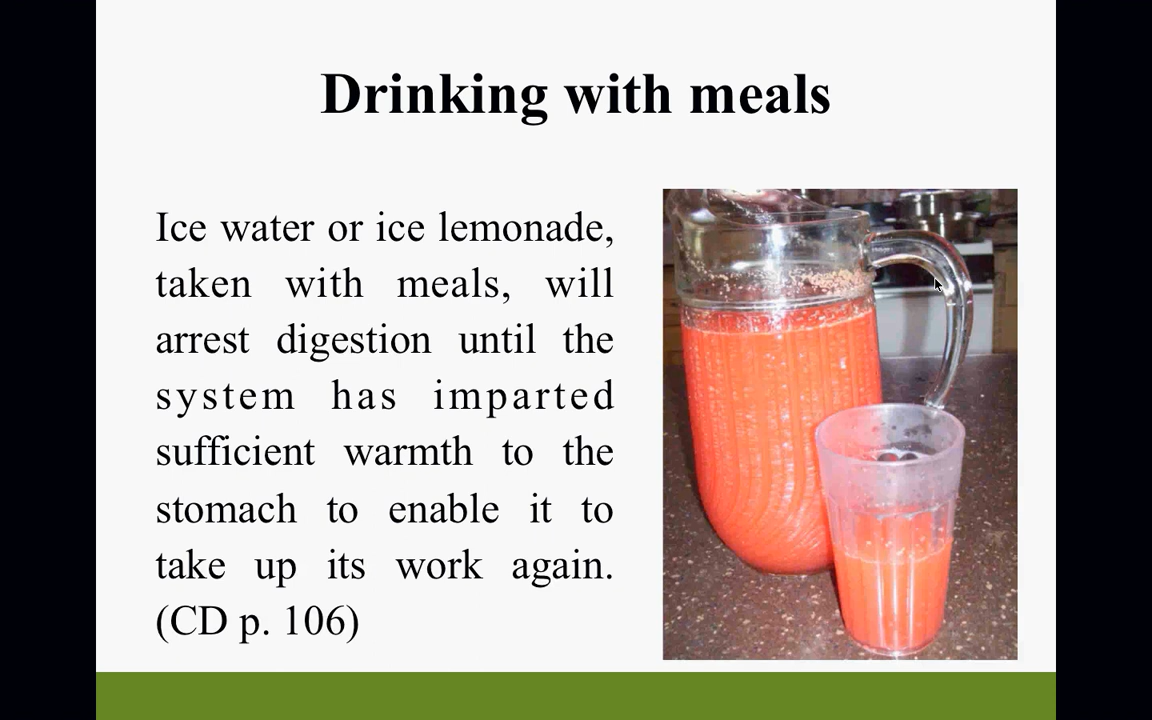 Drinking with meals
Ice water or ice lemonade,
taken with meals, will
arrest digestion until the
system has imparted
sufficient warmth to the
stomach to enable it to
take up its work again.
(CD p. 106)